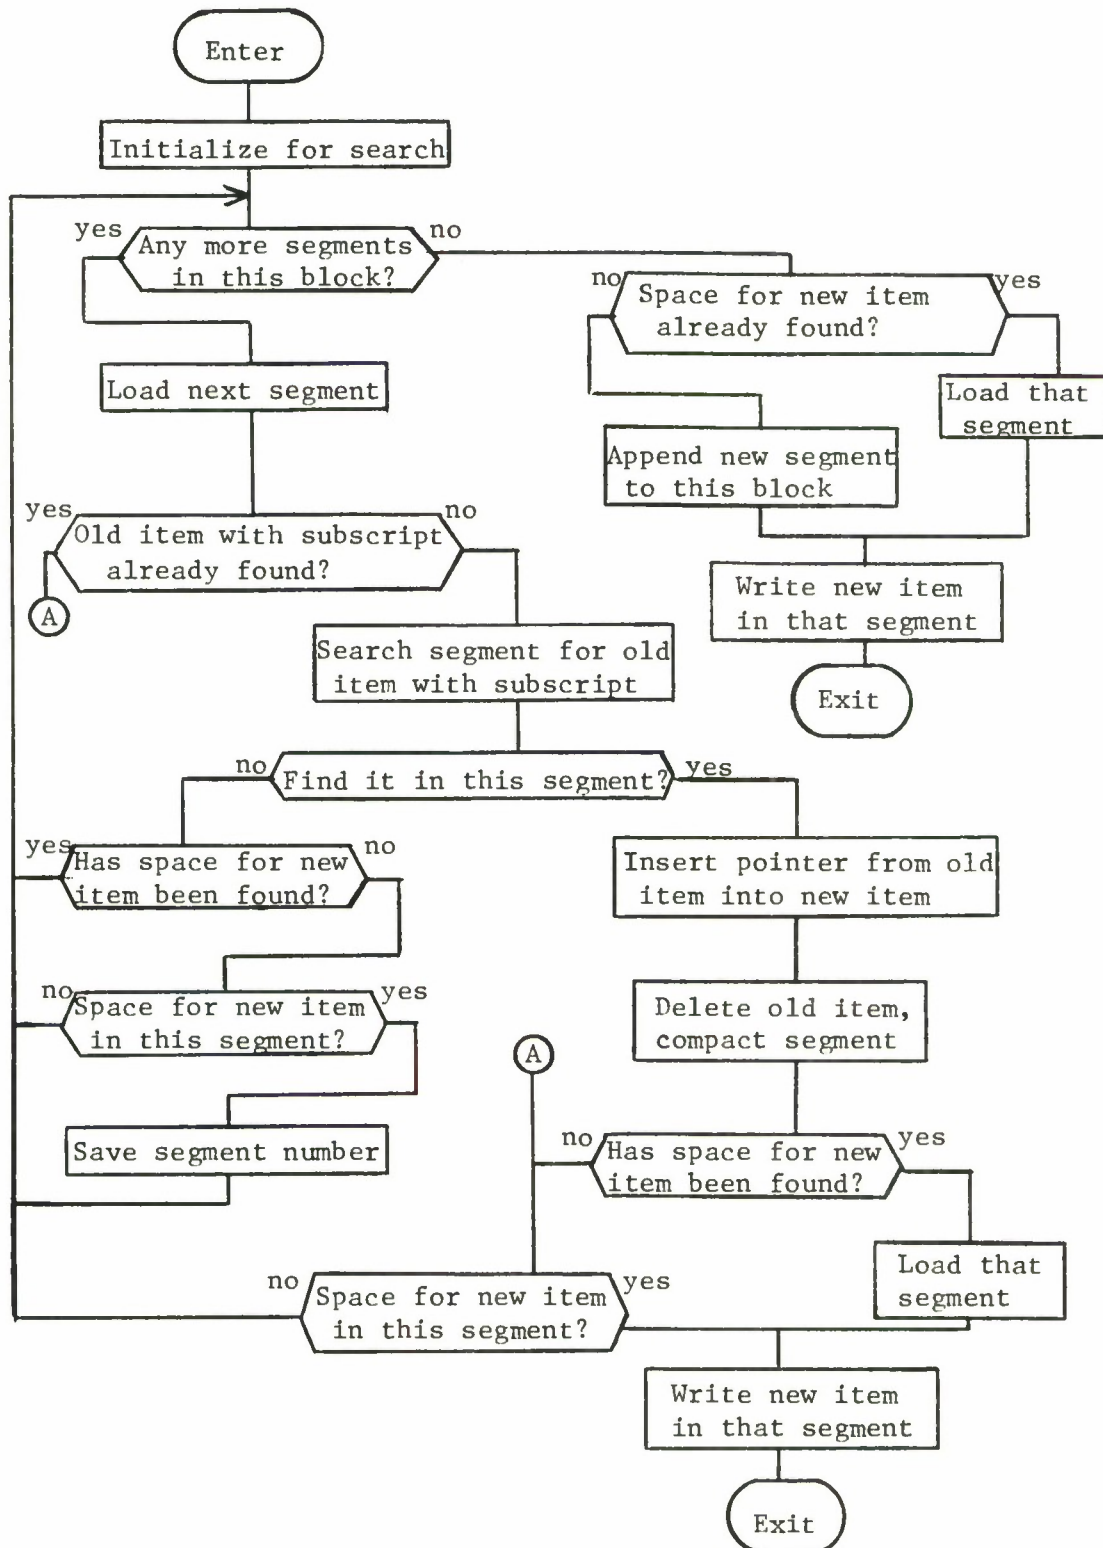 Enter
Initialize for search
yes
no
Any more segments
in this block?
no
yes
Space for new item
already found?
Load next segment
Load that
segment
Append new segment
to this block
yes
no
Old item with subscript
already found?
A
Write new item
in that segment
Search segment for old
item with subscript
Exit
no
yes
Find it in this segment?
yes
no
Has space for new
item been found?
Insert pointer from old
item into new item
no
yes
Space for new item
in this segment?
Delete old item,
compact segment
A
Save segment number
no
yes
Has space for new
item been found?
Load that
segment
no
yes
Space for new item
in this segment?
Write new item
in that segment
Exit